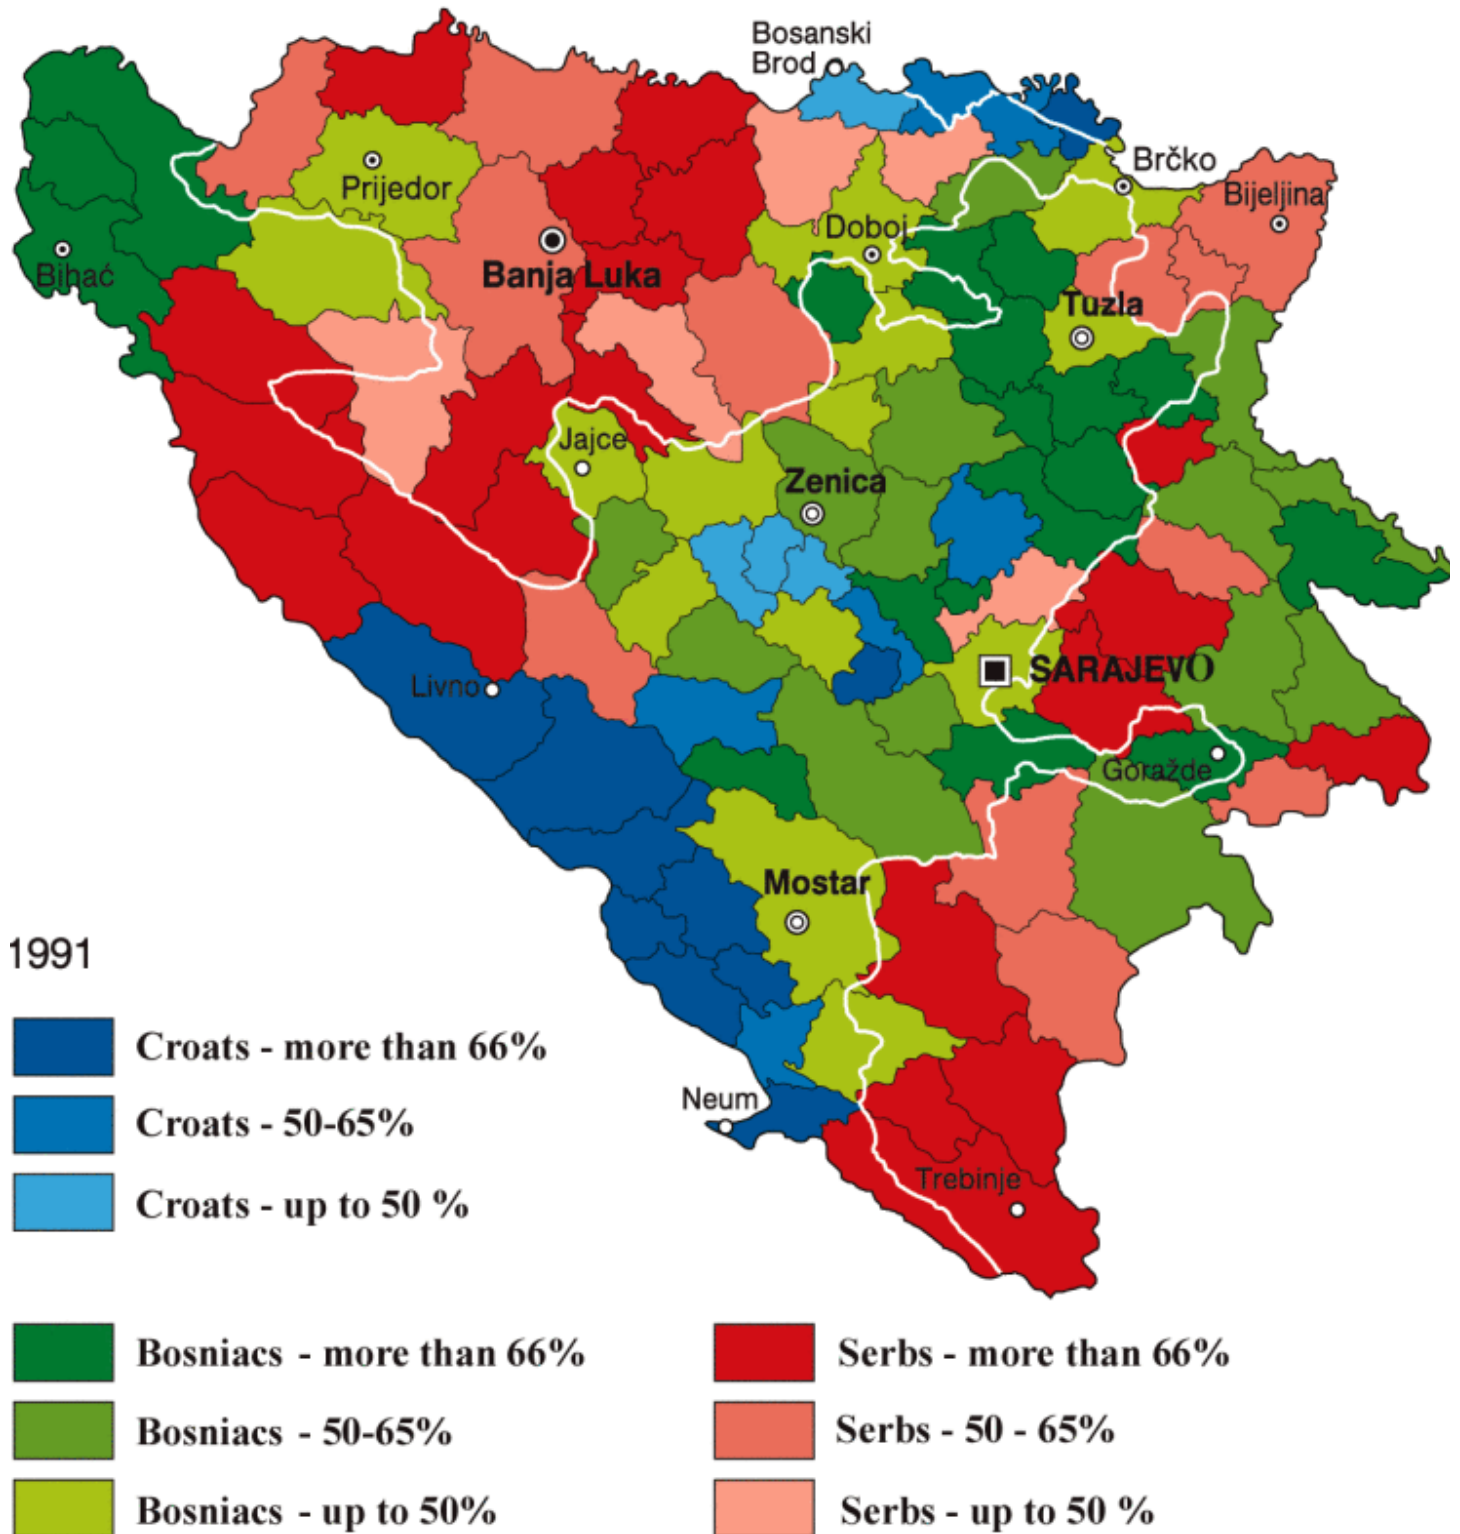 Bosanski
Brod
Brčko
Prijedor
Bijeljina
Doboj
Bihać
Banja Luka
Tuzla
Jajce
Zenica
Livno
SARAJEVO
Goražde
Mostar
1991
Croats - more than 66%
Neum
Croats - 50-65%
Trebinje
Croats - up to 50 %
Bosniacs - more than 66%
Serbs - more than 66%
Bosniacs - 50-65%
Serbs - 50 - 65%
Bosniacs - up to 50%
Serbs - up to 50 %